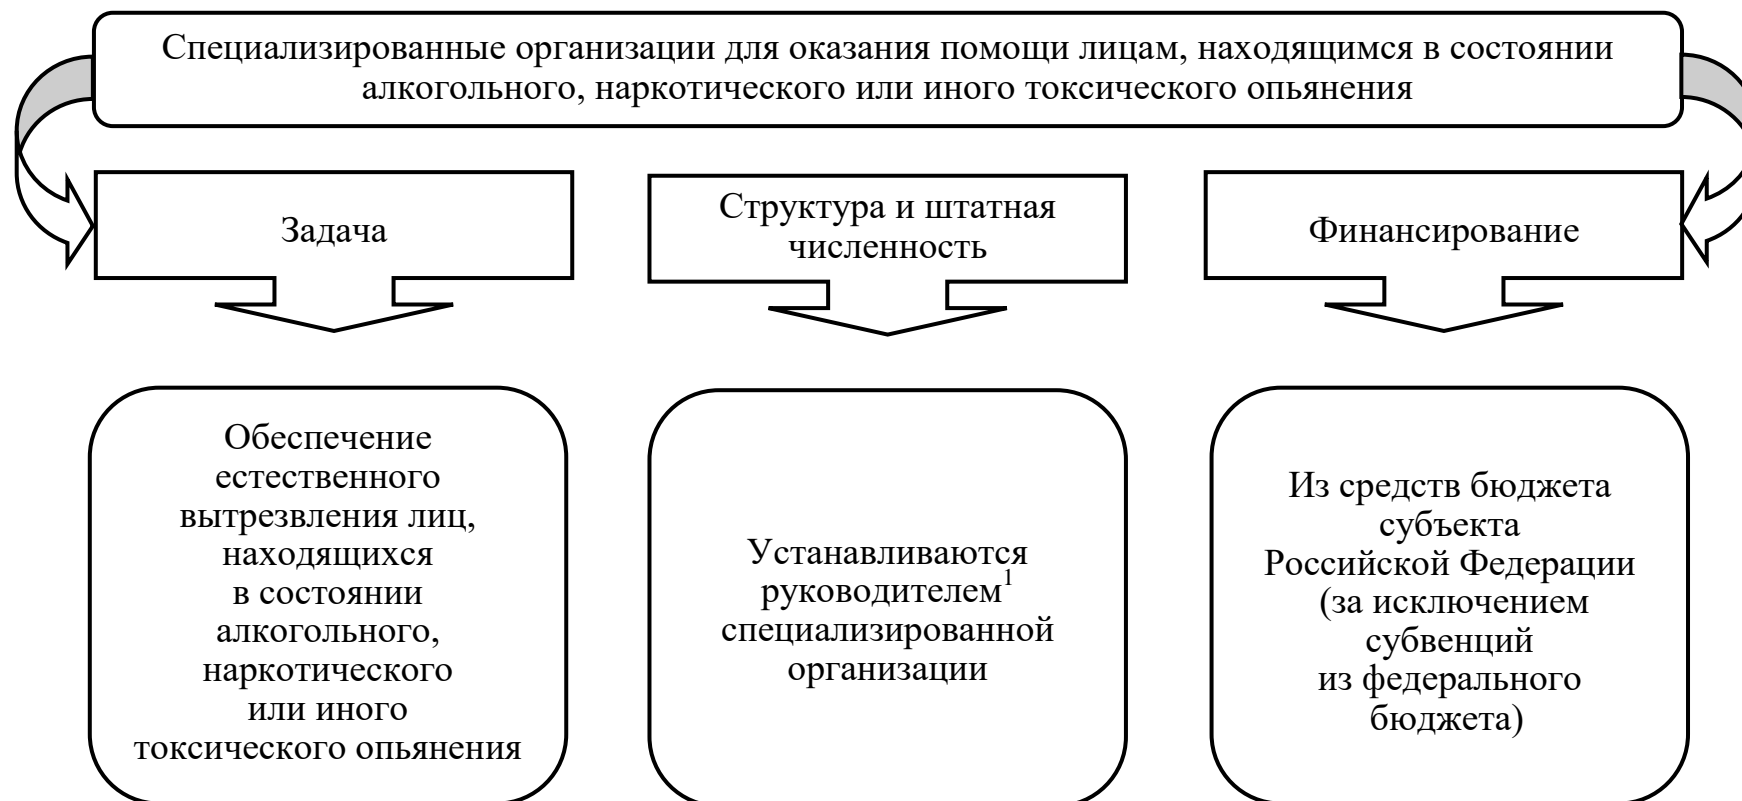 Специализированные организации для оказания помощи лицам, находящимся в состоянии
алкогольного, наркотического или иного токсического опьянения
Задача
Структура и штатная
численность
Финансирование
Обеспечение
естественного
вытрезвления лиц,
находящихся
в состоянии
алкогольного,
наркотического
или иного
токсического опьянения
Устанавливаются
руководителем¹
специализированной
организации
Из средств бюджета
субъекта
Российской Федерации
(за исключением
субвенций
из федерального
бюджета)